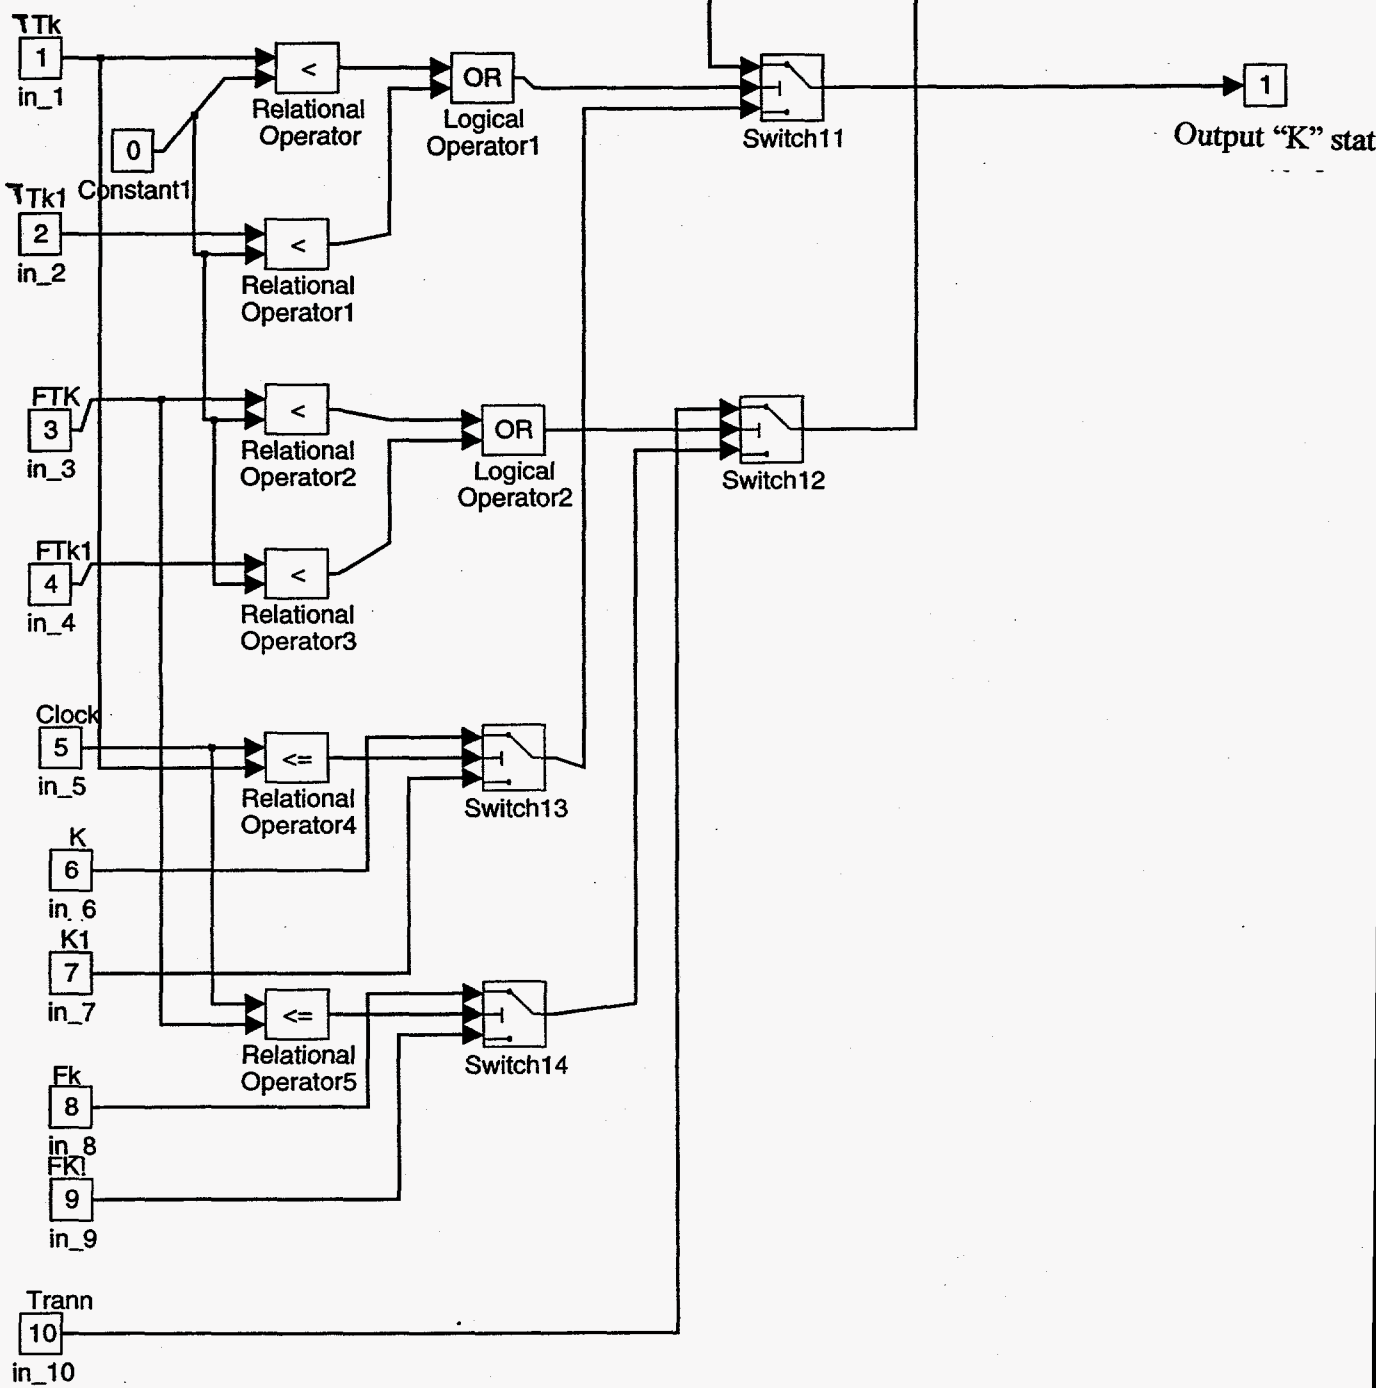 TTk
1
in_1
<
Relational
Operator
OR
Logical
Operator1
Switch11
1
Output “K” stat
0
Constant1
TTk1
2
in_2
<
Relational
Operator1
FTK
3
in_3
<
Relational
Operator2
OR
Logical
Operator2
Switch12
FTk1
4
in_4
<
Relational
Operator3
Clock
5
in_5
<=
Relational
Operator4
Switch13
K
6
in_6
K1
7
in_7
<=
Relational
Operator5
Switch14
Fk
8
in_8
FK!
9
in_9
Trann
10
in_10